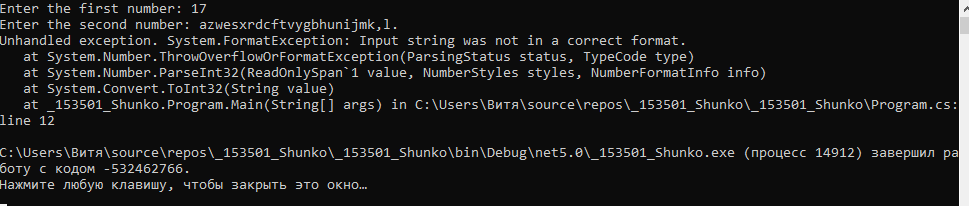 Enter the first number: 17
Enter the second number: azwesxrdcftvygbhunijmk,l.
Unhandled exception. System.FormatException: Input string was not in a correct format.
   at System.Number.ThrowOverflowOrFormatException(ParsingStatus status, TypeCode type)
   at System.Number.ParseInt32(ReadOnlySpan`1 value, NumberStyles styles, NumberFormatInfo info)
   at System.Convert.ToInt32(String value)
   at _153501_Shunko.Program.Main(String[] args) in C:\Users\Витя\source\repos\_153501_Shunko\_153501_Shunko\Program.cs:
line 12
C:\Users\Витя\source\repos\_153501_Shunko\_153501_Shunko\bin\Debug\net5.0\_153501_Shunko.exe (процесс 14912) завершил ра
боту с кодом -532462766.
Нажмите любую клавишу, чтобы закрыть это окно…